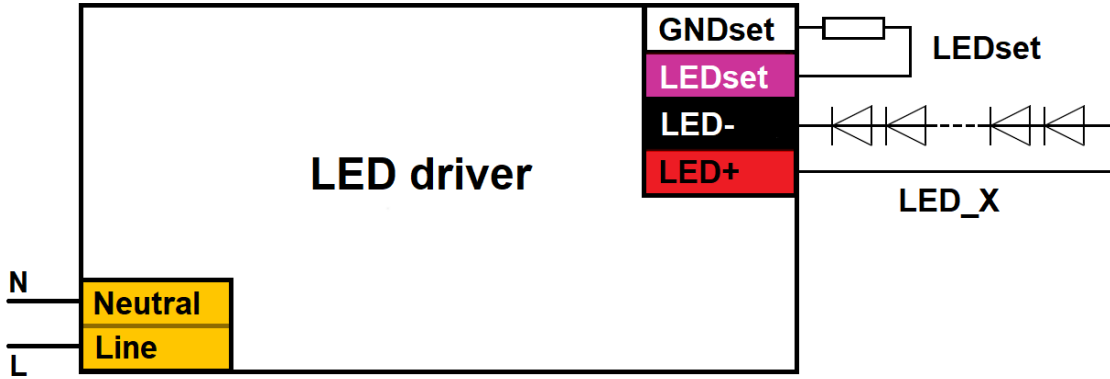 GNDset
LEDset
LEDset
LED-
LED driver
LED+
LED_X
N
Neutral
Line
L